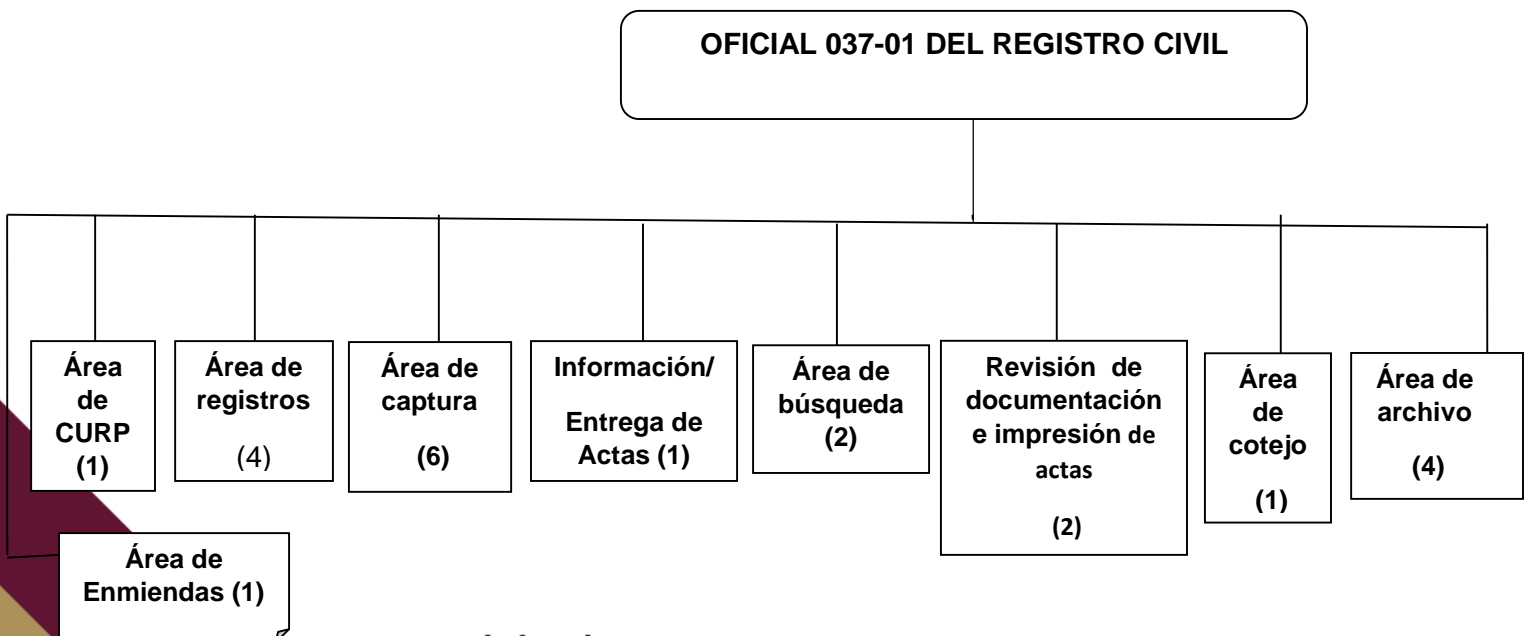 OFICIAL 037-01 DEL REGISTRO CIVIL
Área
de
CURP
(1)
Área de
registros
(4)
Área de
captura
(6)
Información/
Entrega de
Actas (1)
Área de
búsqueda
(2)
Revisión de
documentación
e impresión de
actas
(2)
Área
de
cotejo
(1)
Área de
archivo
(4)
Área de
Enmiendas (1)